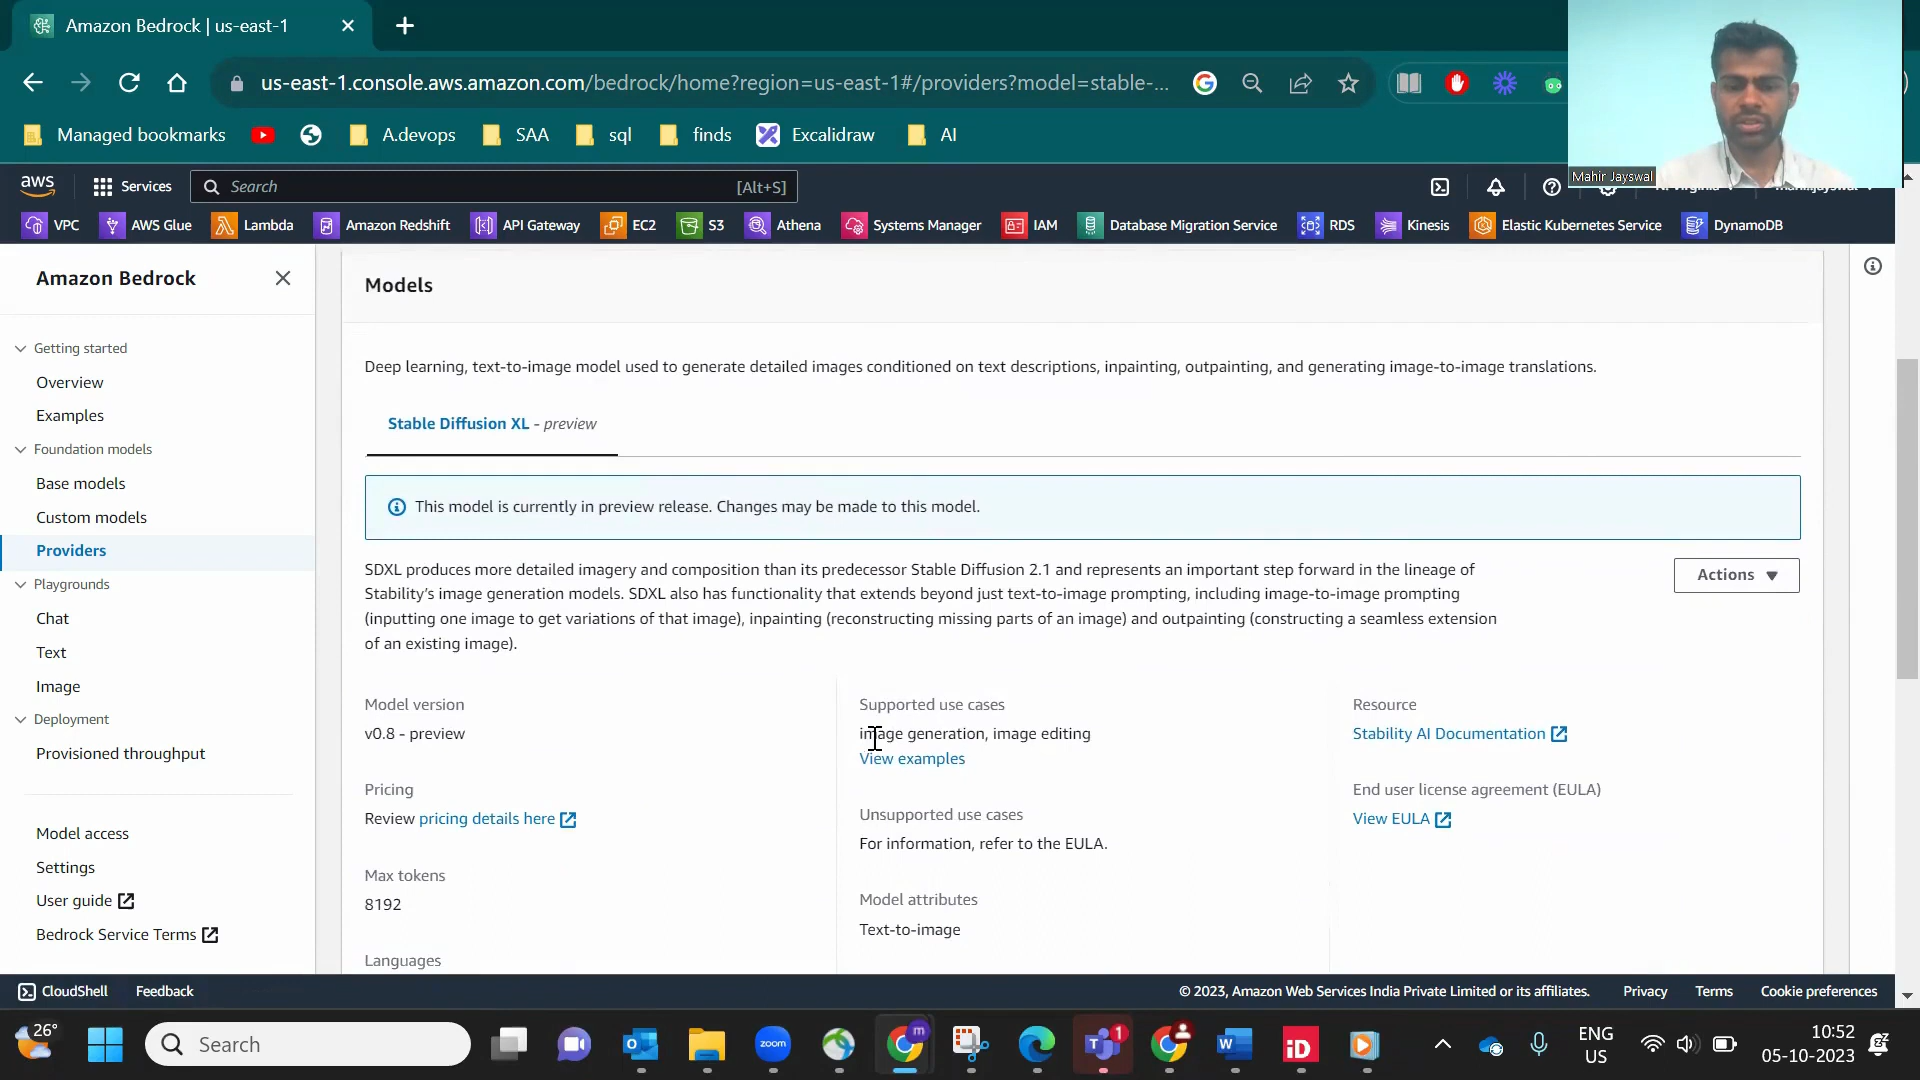 Amazon Bedrock | us-east-1
us-east-1.console.aws.amazon.com/bedrock/home?region=us-east-1#/providers?model=stable-...
Managed bookmarks
A.devops
SAA
sql
finds
Excalidraw
AI
Mahir Jayswal
aws
Services
Search
[Alt+S]
VPC
AWS Glue
Lambda
Amazon Redshift
API Gateway
EC2
S3
Athena
Systems Manager
IAM
Database Migration Service
RDS
Kinesis
Elastic Kubernetes Service
DynamoDB
Amazon Bedrock
Getting started
Overview
Examples
Foundation models
Base models
Custom models
Providers
Playgrounds
Chat
Text
Image
Deployment
Provisioned throughput
Model access
Settings
User guide
Bedrock Service Terms
Models
Deep learning, text-to-image model used to generate detailed images conditioned on text descriptions, inpainting, outpainting, and generating image-to-image translations.
Stable Diffusion XL - preview
This model is currently in preview release. Changes may be made to this model.
SDXL produces more detailed imagery and composition than its predecessor Stable Diffusion 2.1 and represents an important step forward in the lineage of
Stability's image generation models. SDXL also has functionality that extends beyond just text-to-image prompting, including image-to-image prompting
(inputting one image to get variations of that image), inpainting (reconstructing missing parts of an image) and outpainting (constructing a seamless extension
of an existing image).
Actions
Model version
v0.8 - preview
Pricing
Review pricing details here
Max tokens
8192
Languages
Supported use cases
image generation, image editing
View examples
Unsupported use cases
For information, refer to the EULA.
Model attributes
Text-to-image
Resource
Stability AI Documentation
End user license agreement (EULA)
View EULA
CloudShell
Feedback
© 2023, Amazon Web Services India Private Limited or its affiliates.
Privacy
Terms
Cookie preferences
26°
Search
zoom
m
1
iD
ENG
US
10:52
05-10-2023